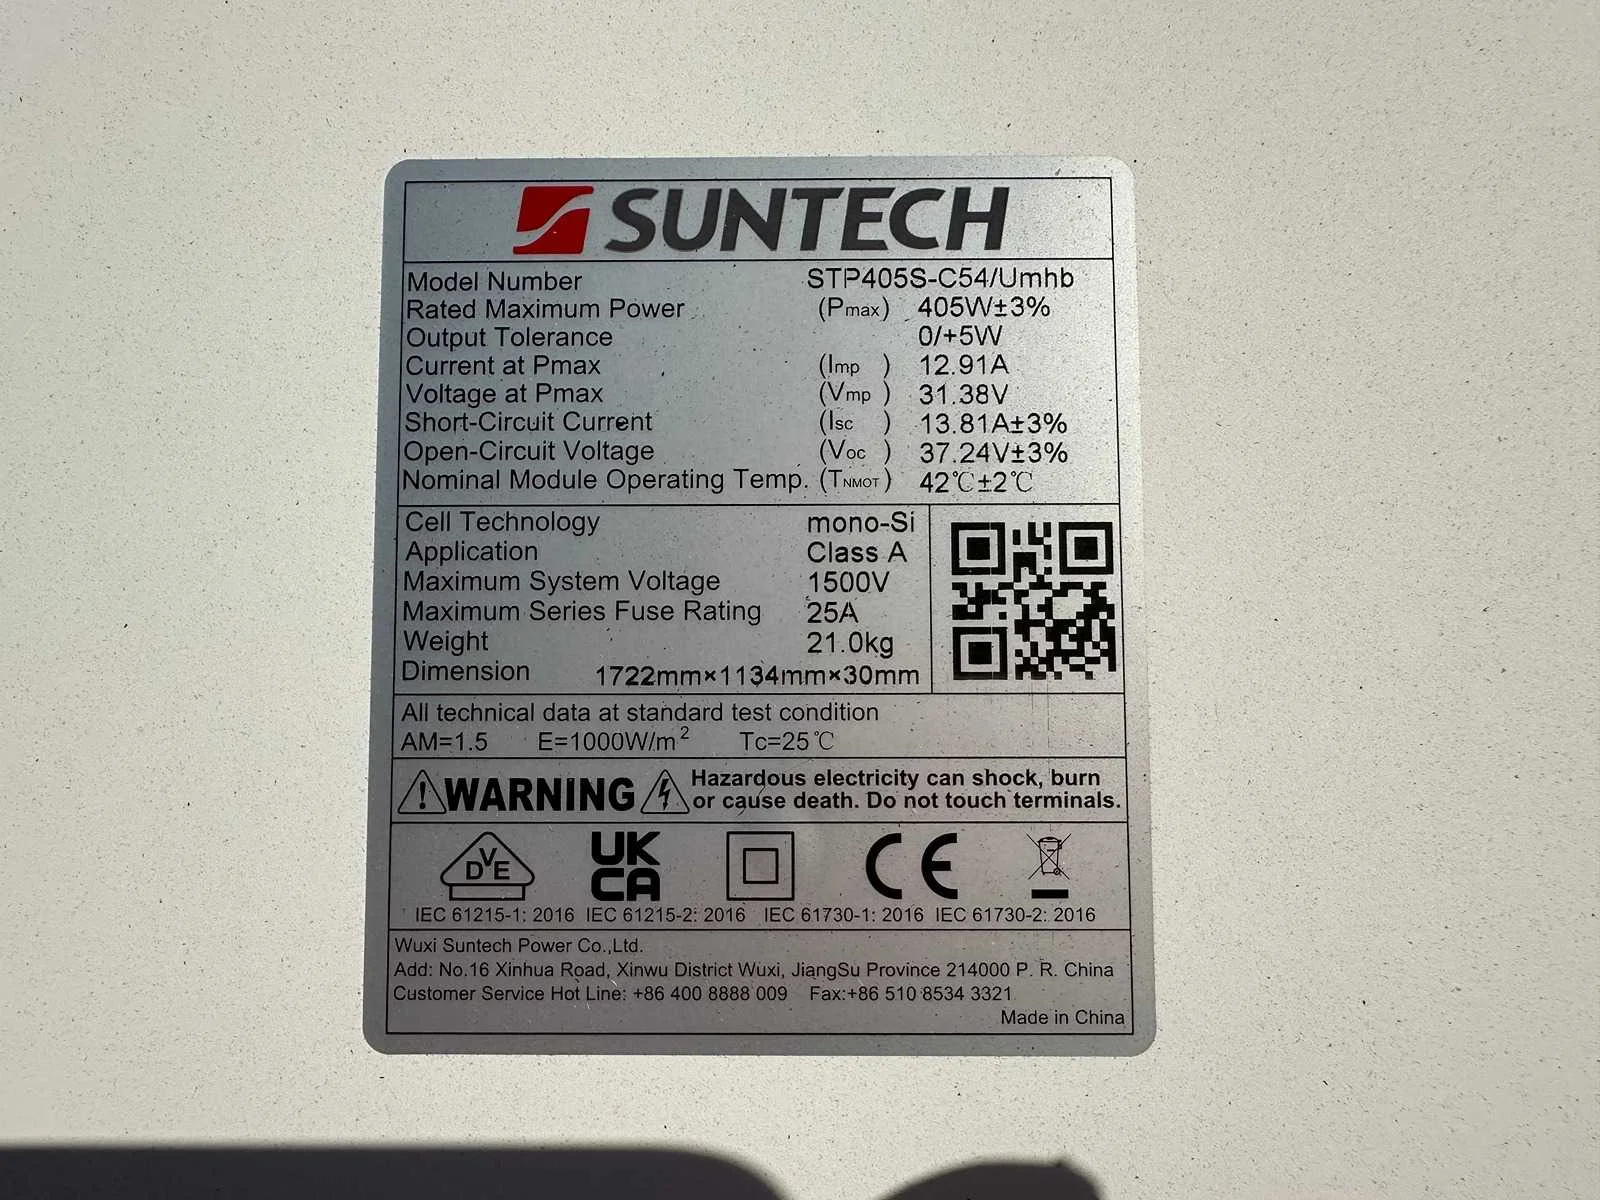 SUNTECH
Model Number STP405S-C54/Umhb
Rated Maximum Power (Pmax) 405W±3%
Output Tolerance 0/+5W
Current at Pmax (Imp ) 12.91A
Voltage at Pmax (Vmp ) 31.38V
Short-Circuit Current (Isc ) 13.81A±3%
Open-Circuit Voltage (Voc ) 37.24V±3%
Nominal Module Operating Temp. (TNMOT) 42℃±2℃
Cell Technology mono-Si
Application Class A
Maximum System Voltage 1500V
Maximum Series Fuse Rating 25A
Weight 21.0kg
Dimension 1722mm×1134mm×30mm
All technical data at standard test condition
AM=1.5 E=1000W/m² Tc=25℃
WARNING Hazardous electricity can shock, burn
or cause death. Do not touch terminals.
DVE UK CA CE
IEC 61215-1: 2016 IEC 61215-2: 2016 IEC 61730-1: 2016 IEC 61730-2: 2016
Wuxi Suntech Power Co.,Ltd.
Add: No.16 Xinhua Road, Xinwu District Wuxi, JiangSu Province 214000 P. R. China
Customer Service Hot Line: +86 400 8888 009 Fax:+86 510 8534 3321
Made in China